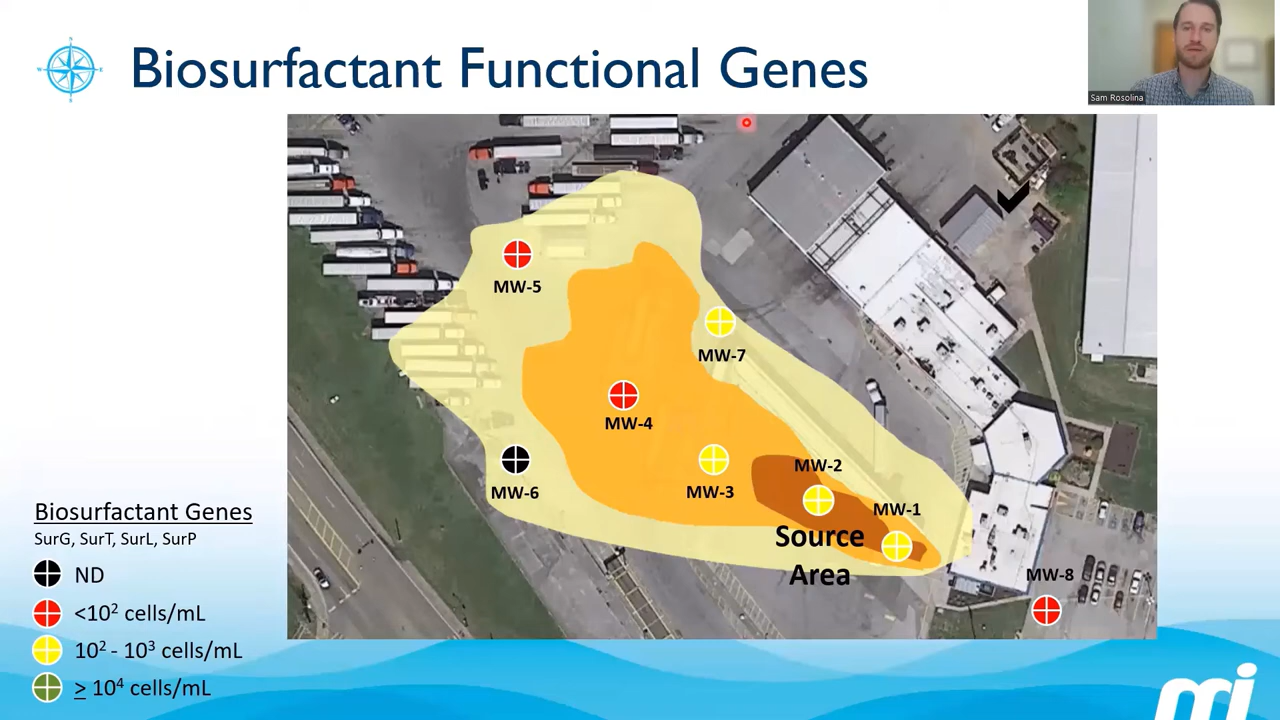 Biosurfactant Functional Genes
Sam Rosolina
MW-5
MW-7
MW-4
MW-6
MW-3
MW-2
MW-1
Source
Area
MW-8
Biosurfactant Genes
SurG, SurT, SurL, SurP
ND
<10² cells/mL
10² - 10³ cells/mL
≥ 10⁴ cells/mL
mi